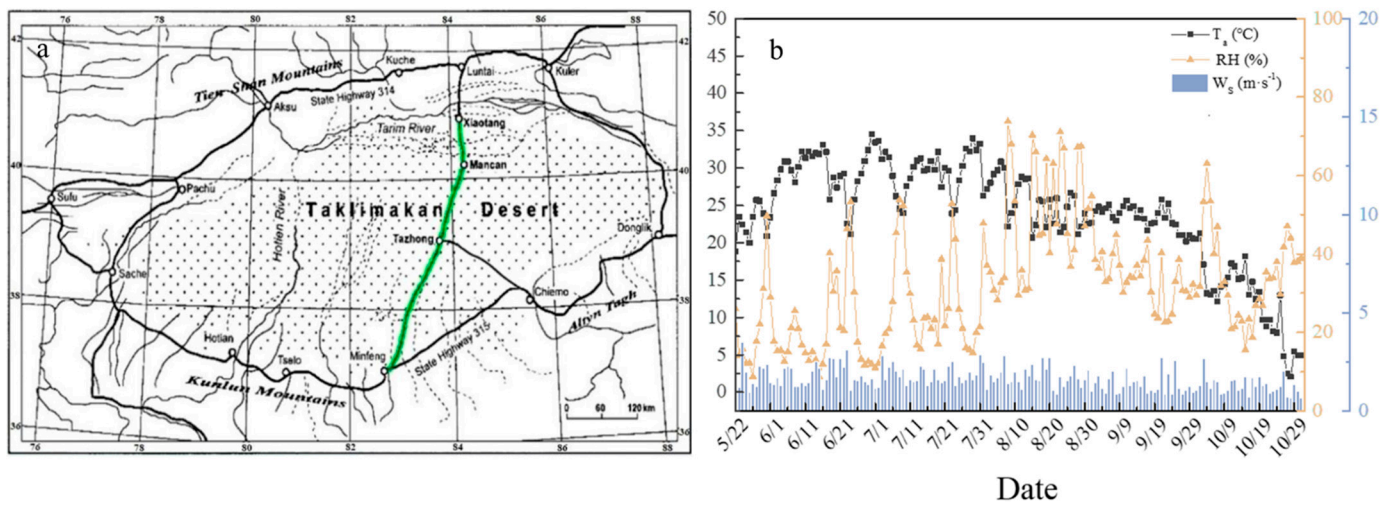 76 78 80 82 84 86 88
a
42
42
Tien Shan Mountains
Kuche
Luntai
Kuler
State Highway 314
Aksu
Tarim River
Xiaotang
40
40
Mancan
Sufu
Pachu
Taklimakan Desert
Hotien River
Donglik
Tazhong
Sache
38
38
Chiemo
Altyn Tagh
Hotian
Tselo
Minfeng
State Highway 315
Kunlun Mountains
0 60 120 km
36
36
76 78 80 82 84 86 88
b
Ta (℃)
RH (%)
WS (m·s-1)
50
45
40
35
30
25
20
15
10
5
0
100
80
60
40
20
0
20
15
10
5
0
5/22 6/1 6/11 6/21 7/1 7/11 7/21 7/31 8/10 8/20 8/30 9/9 9/19 9/29 10/9 10/19 10/29
Date